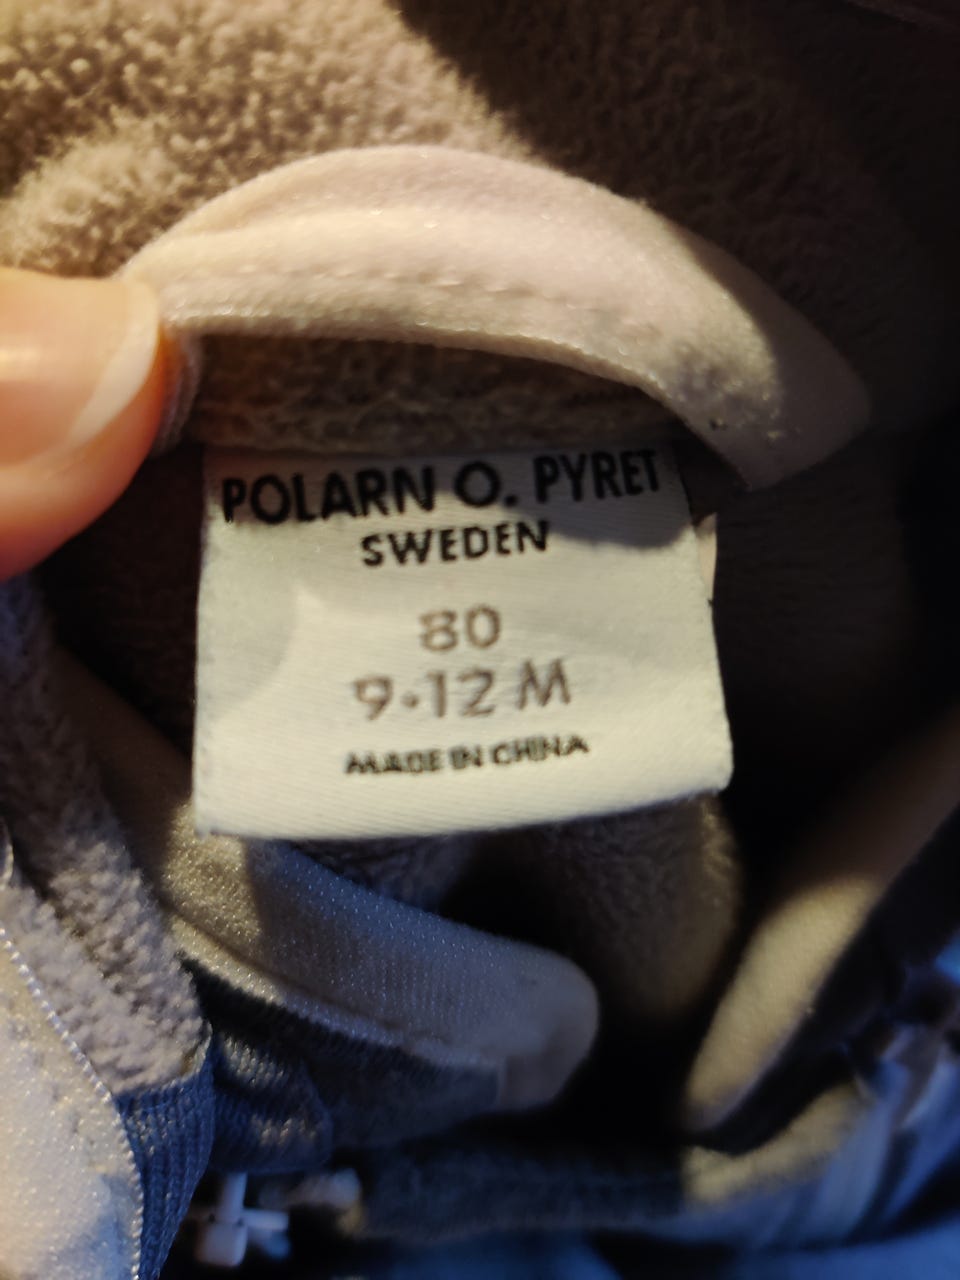 POLARN O. PYRET
SWEDEN
80
9-12 M
MADE IN CHINA